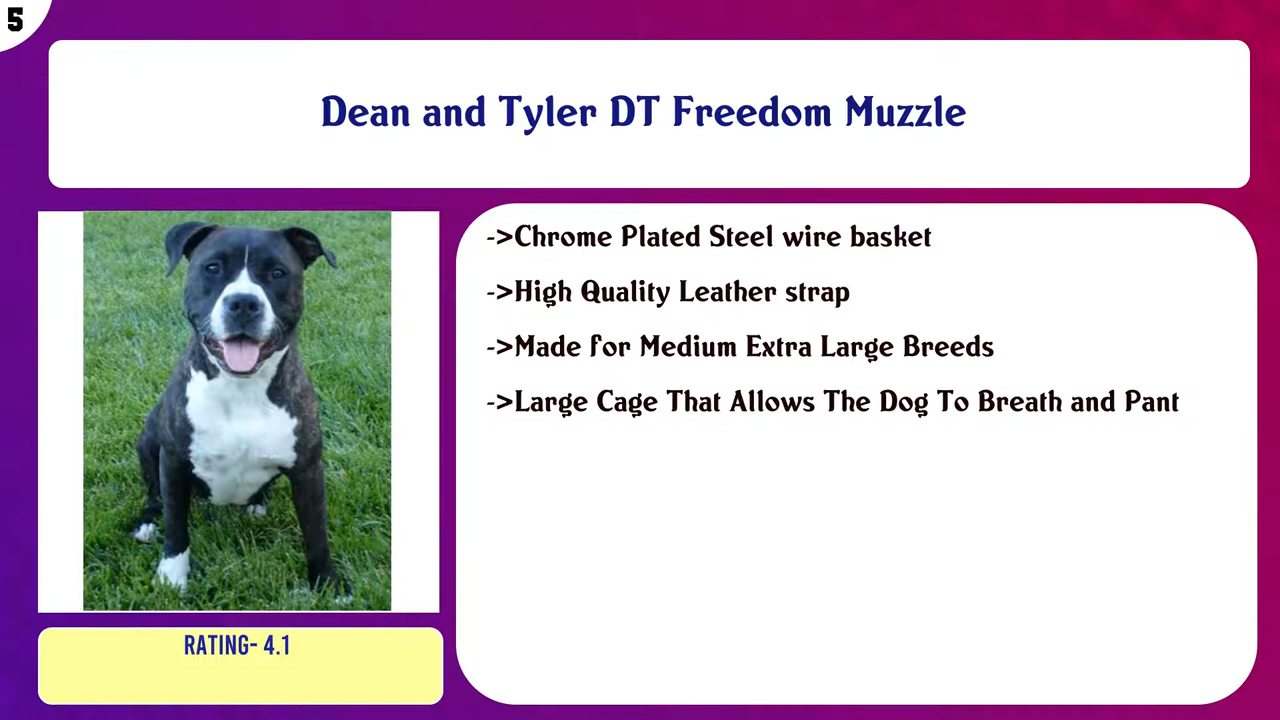 5
Dean and Tyler DT Freedom Muzzle
->Chrome Plated Steel wire basket
->High Quality Leather strap
->Made for Medium Extra Large Breeds
->Large Cage That Allows The Dog To Breath and Pant
RATING- 4.1